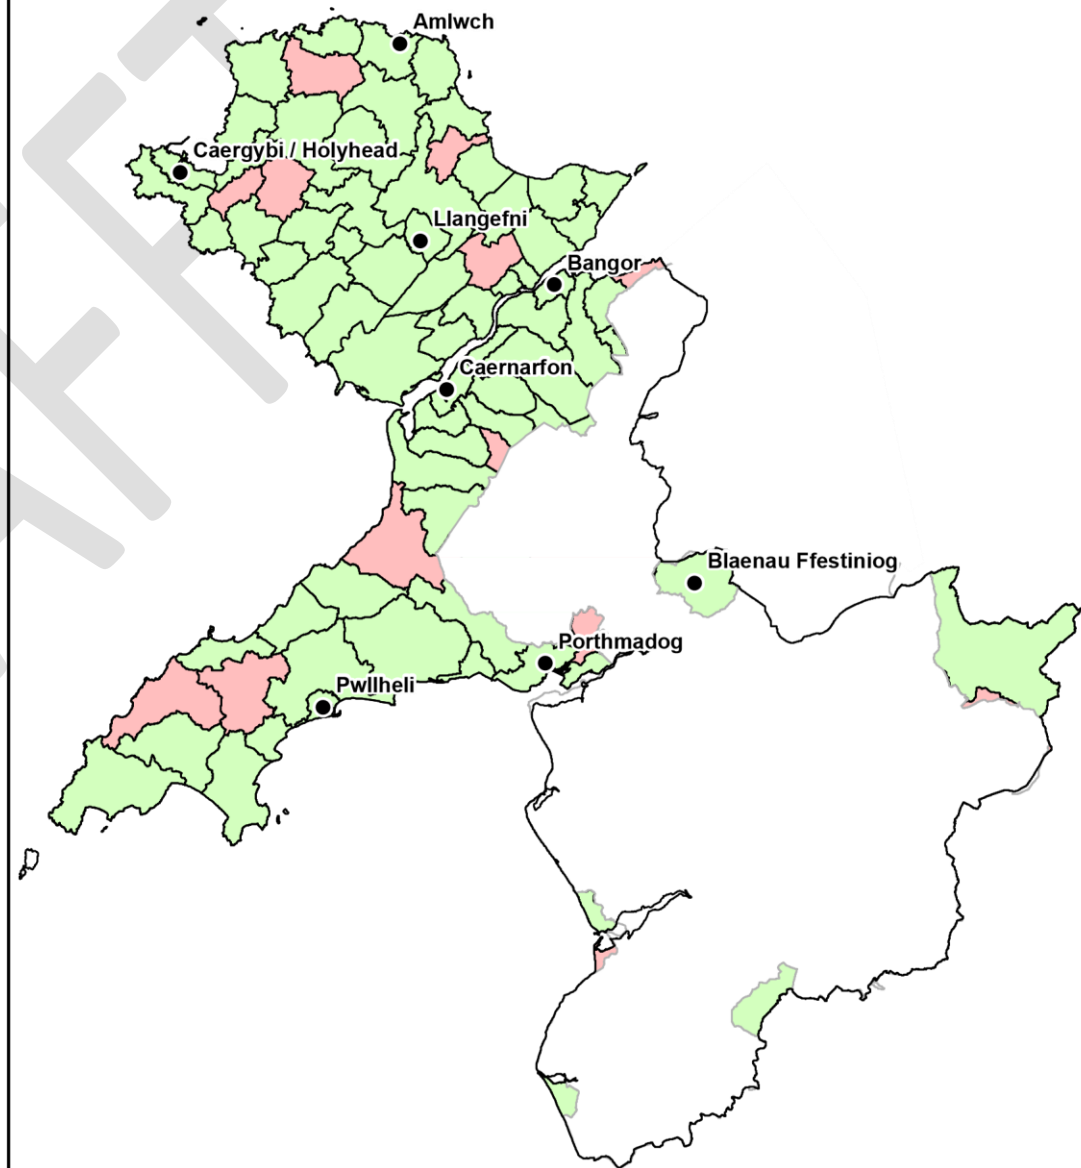 Amlwch
Caergybi / Holyhead
Llangefni
Bangor
Caernarfon
Blaenau Ffestiniog
Porthmadog
Pwllheli